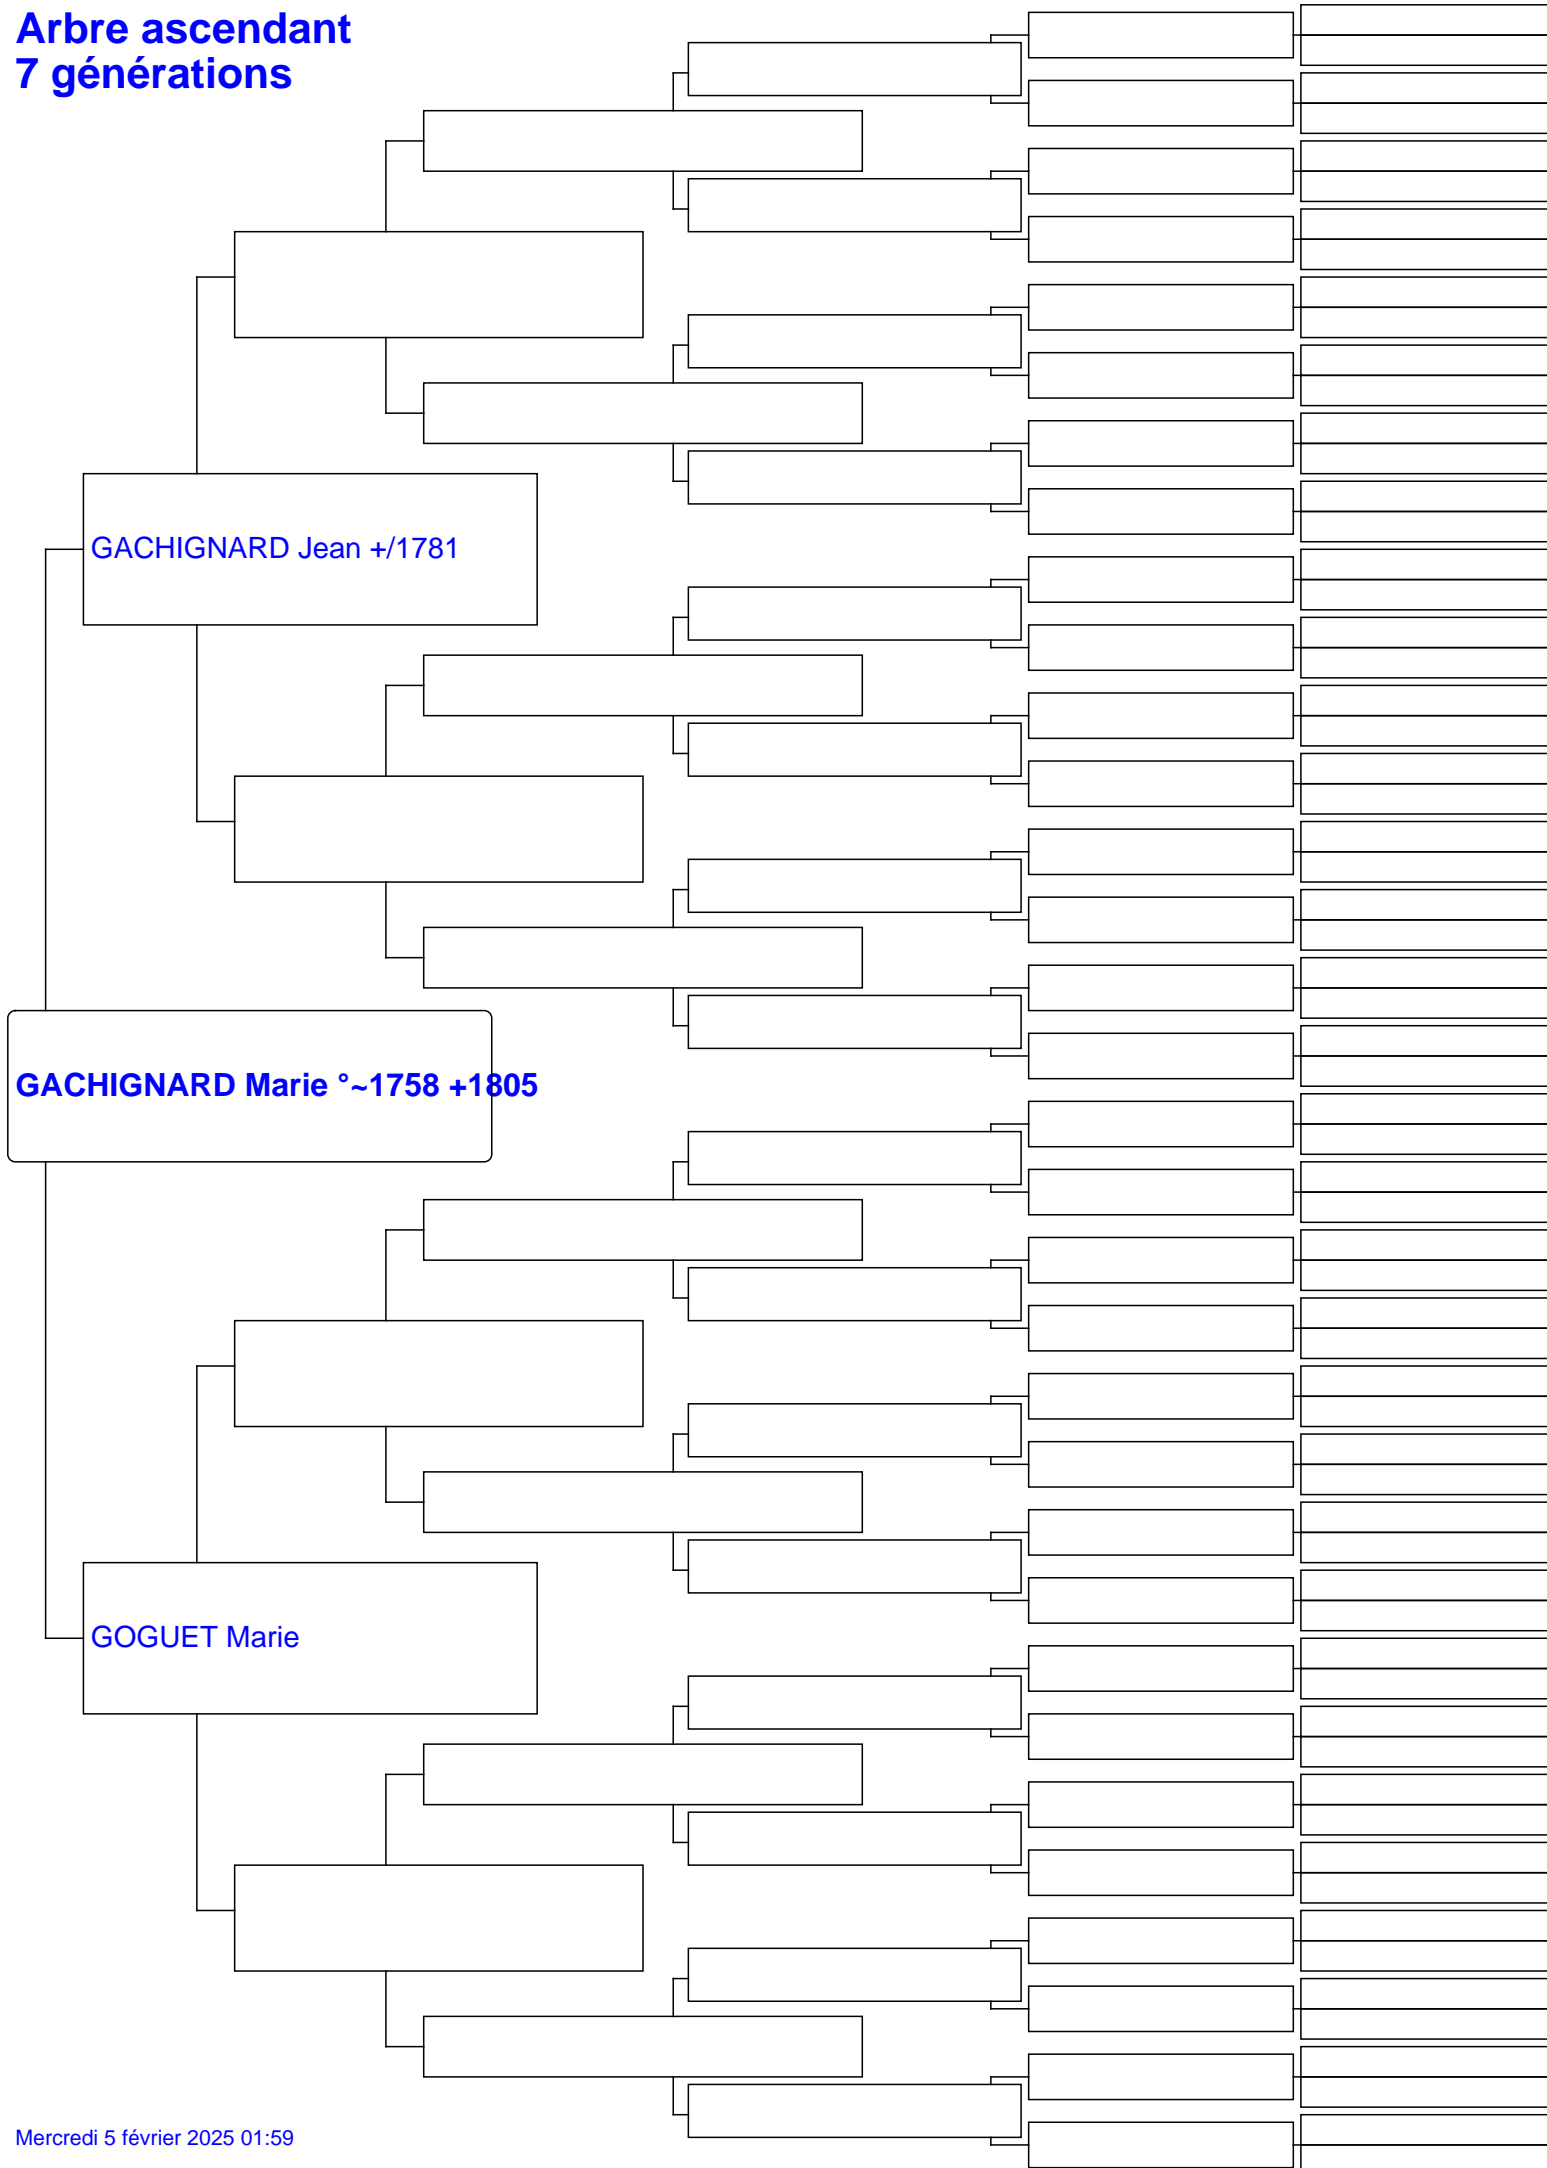 Arbre ascendant
7 générations
GACHIGNARD Jean +/1781
GACHIGNARD Marie °~1758 +1805
GOGUET Marie
Mercredi 5 février 2025 01:59